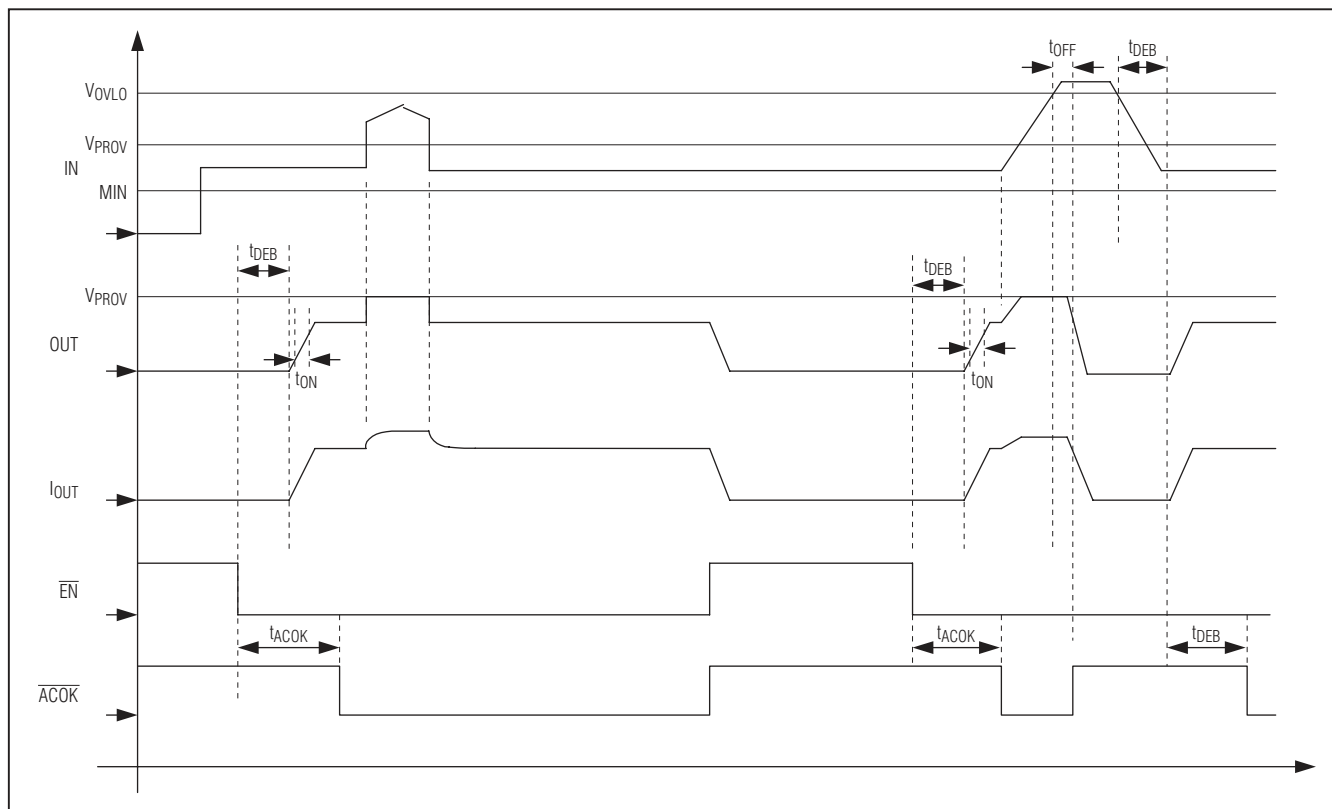 tOFF tDEB
VOVLO
VPROV
IN
MIN
tDEB tDEB
VPROV
OUT
tON tON
IOUT
EN
tACOK tACOK tDEB
ACOK